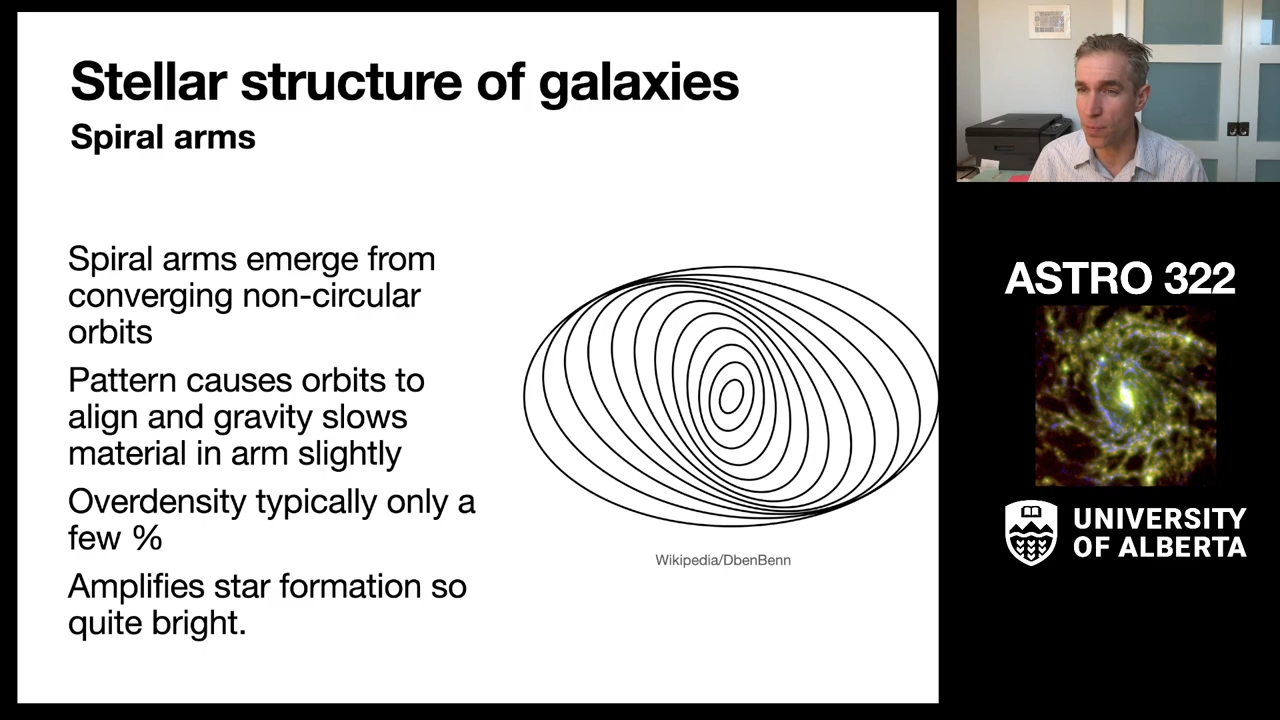 Stellar structure of galaxies
Spiral arms
Spiral arms emerge from
converging non-circular
orbits
Pattern causes orbits to
align and gravity slows
material in arm slightly
Overdensity typically only a
few %
Amplifies star formation so
quite bright.
Wikipedia/DbenBenn
ASTRO 322
UNIVERSITY
OF ALBERTA